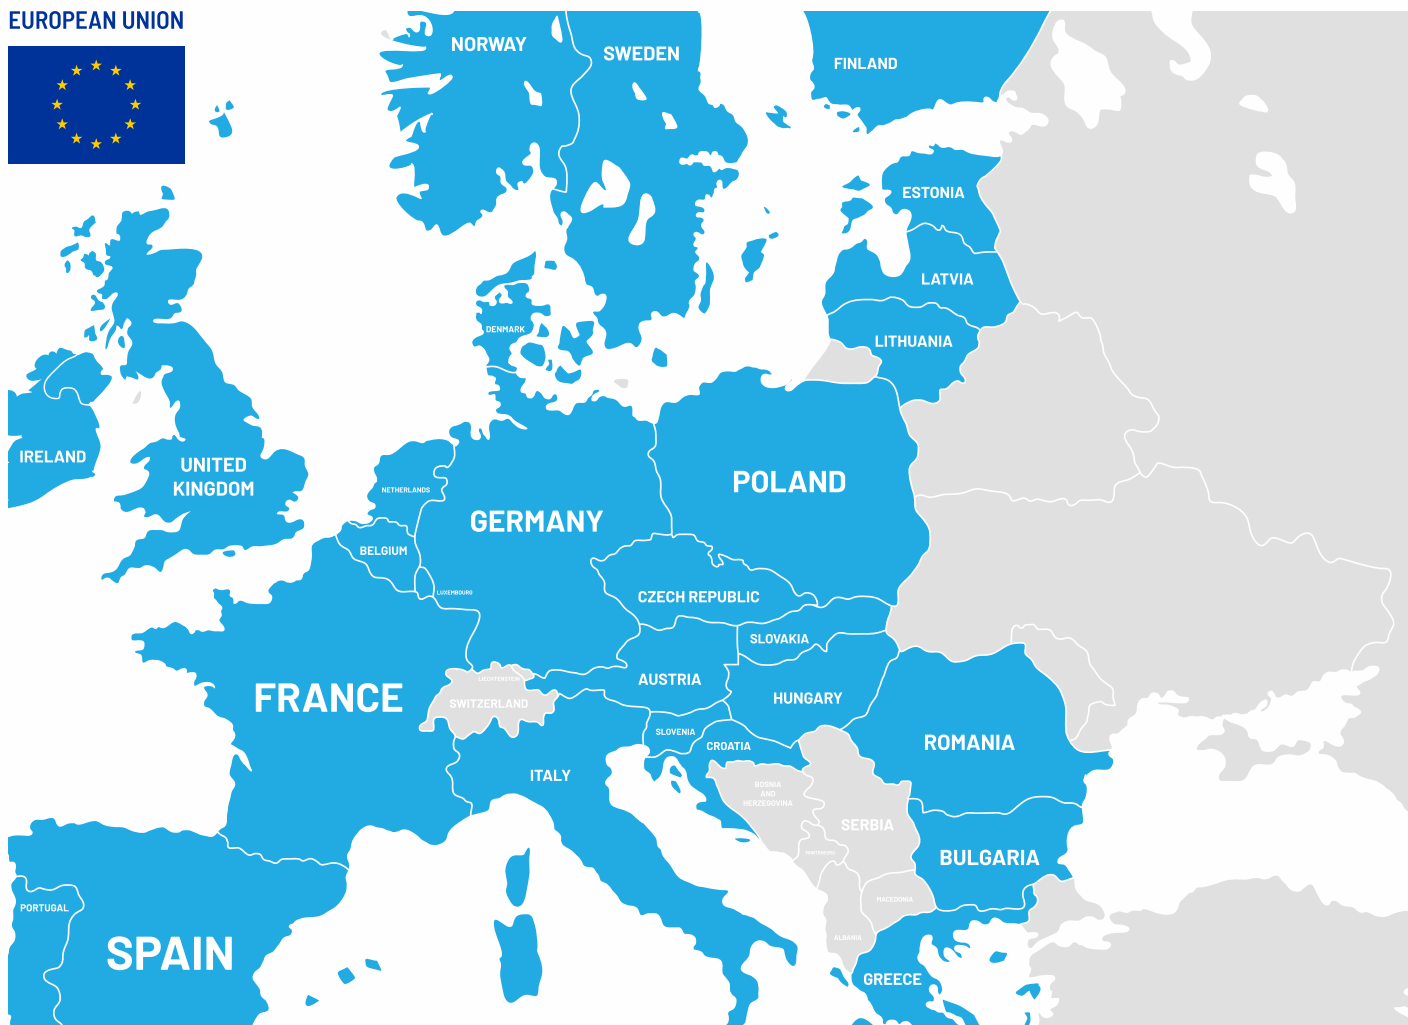 EUROPEAN UNION
NORWAY
SWEDEN
FINLAND
ESTONIA
LATVIA
LITHUANIA
DENMARK
IRELAND
UNITED
KINGDOM
NETHERLANDS
POLAND
GERMANY
BELGIUM
LUXEMBOURG
CZECH REPUBLIC
SLOVAKIA
AUSTRIA
LIECHTENSTEIN
SWITZERLAND
FRANCE
HUNGARY
SLOVENIA
CROATIA
ROMANIA
ITALY
BOSNIA
AND
HERZEGOVINA
SERBIA
MONTENEGRO
BULGARIA
MACEDONIA
PORTUGAL
SPAIN
ALBANIA
GREECE